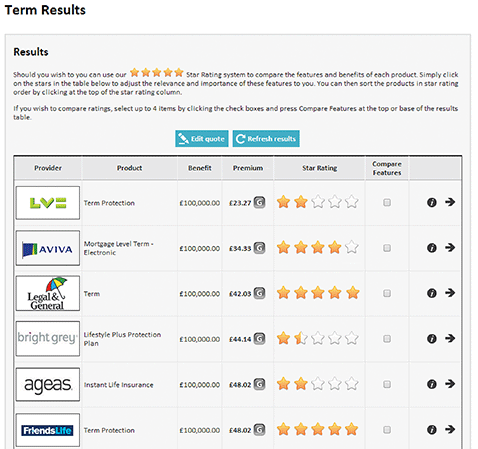 Term Results
Results
Should you wish to you can use our Star Rating system to compare the features and benefits of each product. Simply click
on the stars in the table below to adjust the relevance and importance of these features to you. You can then sort the products in star rating
order by clicking at the top of the star rating column.
If you wish to compare ratings, select up to 4 items by clicking the check boxes and press Compare Features at the top or base of the results
table.
Edit quote Refresh results
Provider Product Benefit Premium Star Rating Compare
Features
LV= Term Protection £100,000.00 £23.27 G
AVIVA Mortgage Level Term -
Electronic £100,000.00 £34.33 G
Legal &
General Term £100,000.00 £42.03 G
bright grey Lifestyle Plus Protection
Plan £100,000.00 £44.14 G
ageas Instant Life Insurance £100,000.00 £48.02 G
FriendsLife Term Protection £100,000.00 £48.02 G